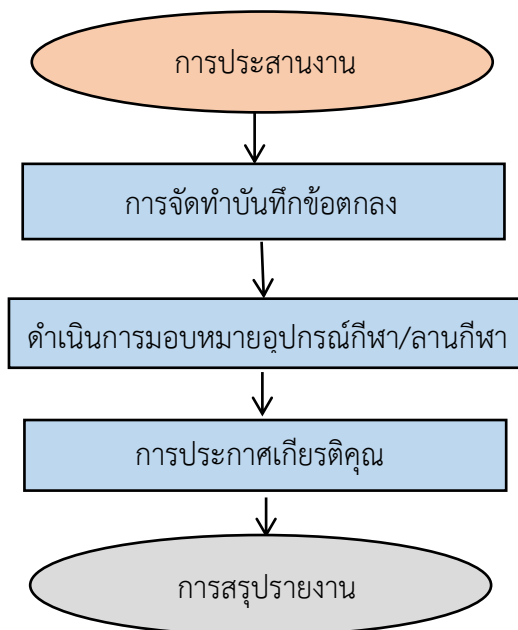 การประสานงาน
การจัดทำบันทึกข้อตกลง
ดำเนินการมอบหมายอุปกรณ์กีฬา/ลานกีฬา
การประกาศเกียรติคุณ
การสรุปรายงาน